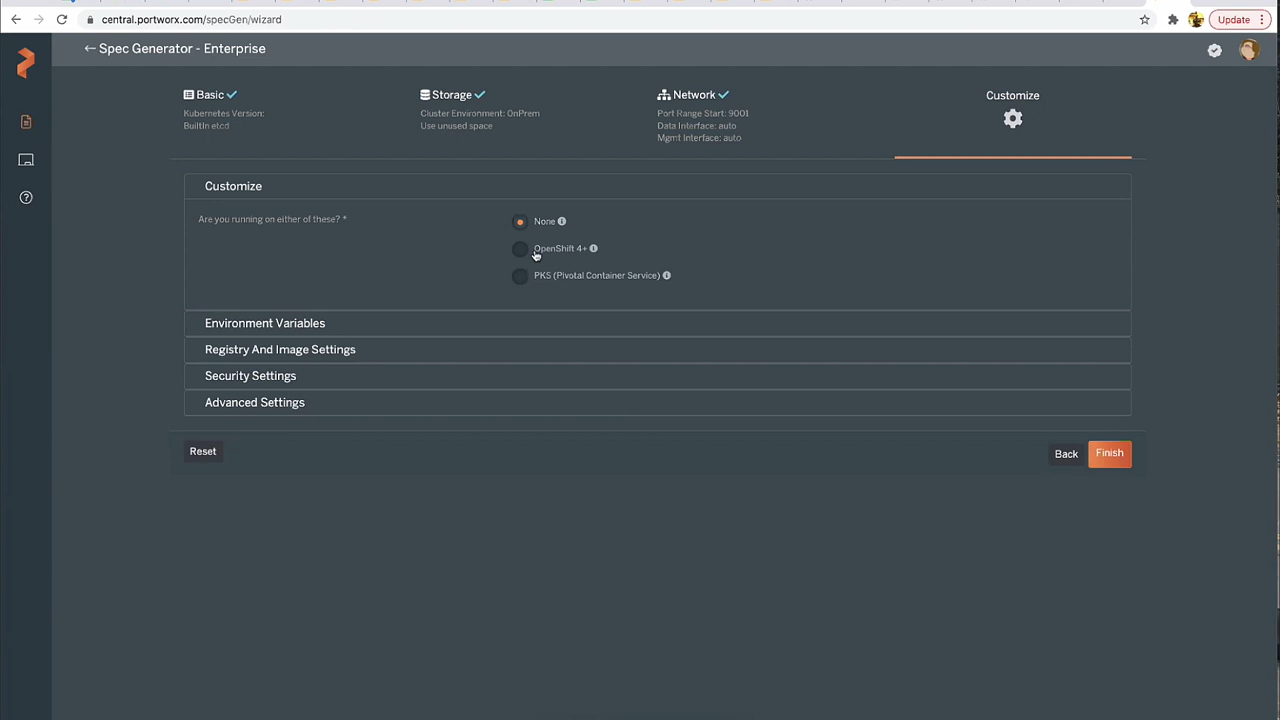 central.portworx.com/specGen/wizard
Update
Spec Generator - Enterprise
Basic
Kubernetes Version:
BuiltIn etcd
Storage
Cluster Environment: OnPrem
Use unused space
Network
Port Range Start: 9001
Data Interface: auto
Mgmt Interface: auto
Customize
Customize
Are you running on either of these? *
None
OpenShift 4+
PKS (Pivotal Container Service)
Environment Variables
Registry And Image Settings
Security Settings
Advanced Settings
Reset
Back
Finish